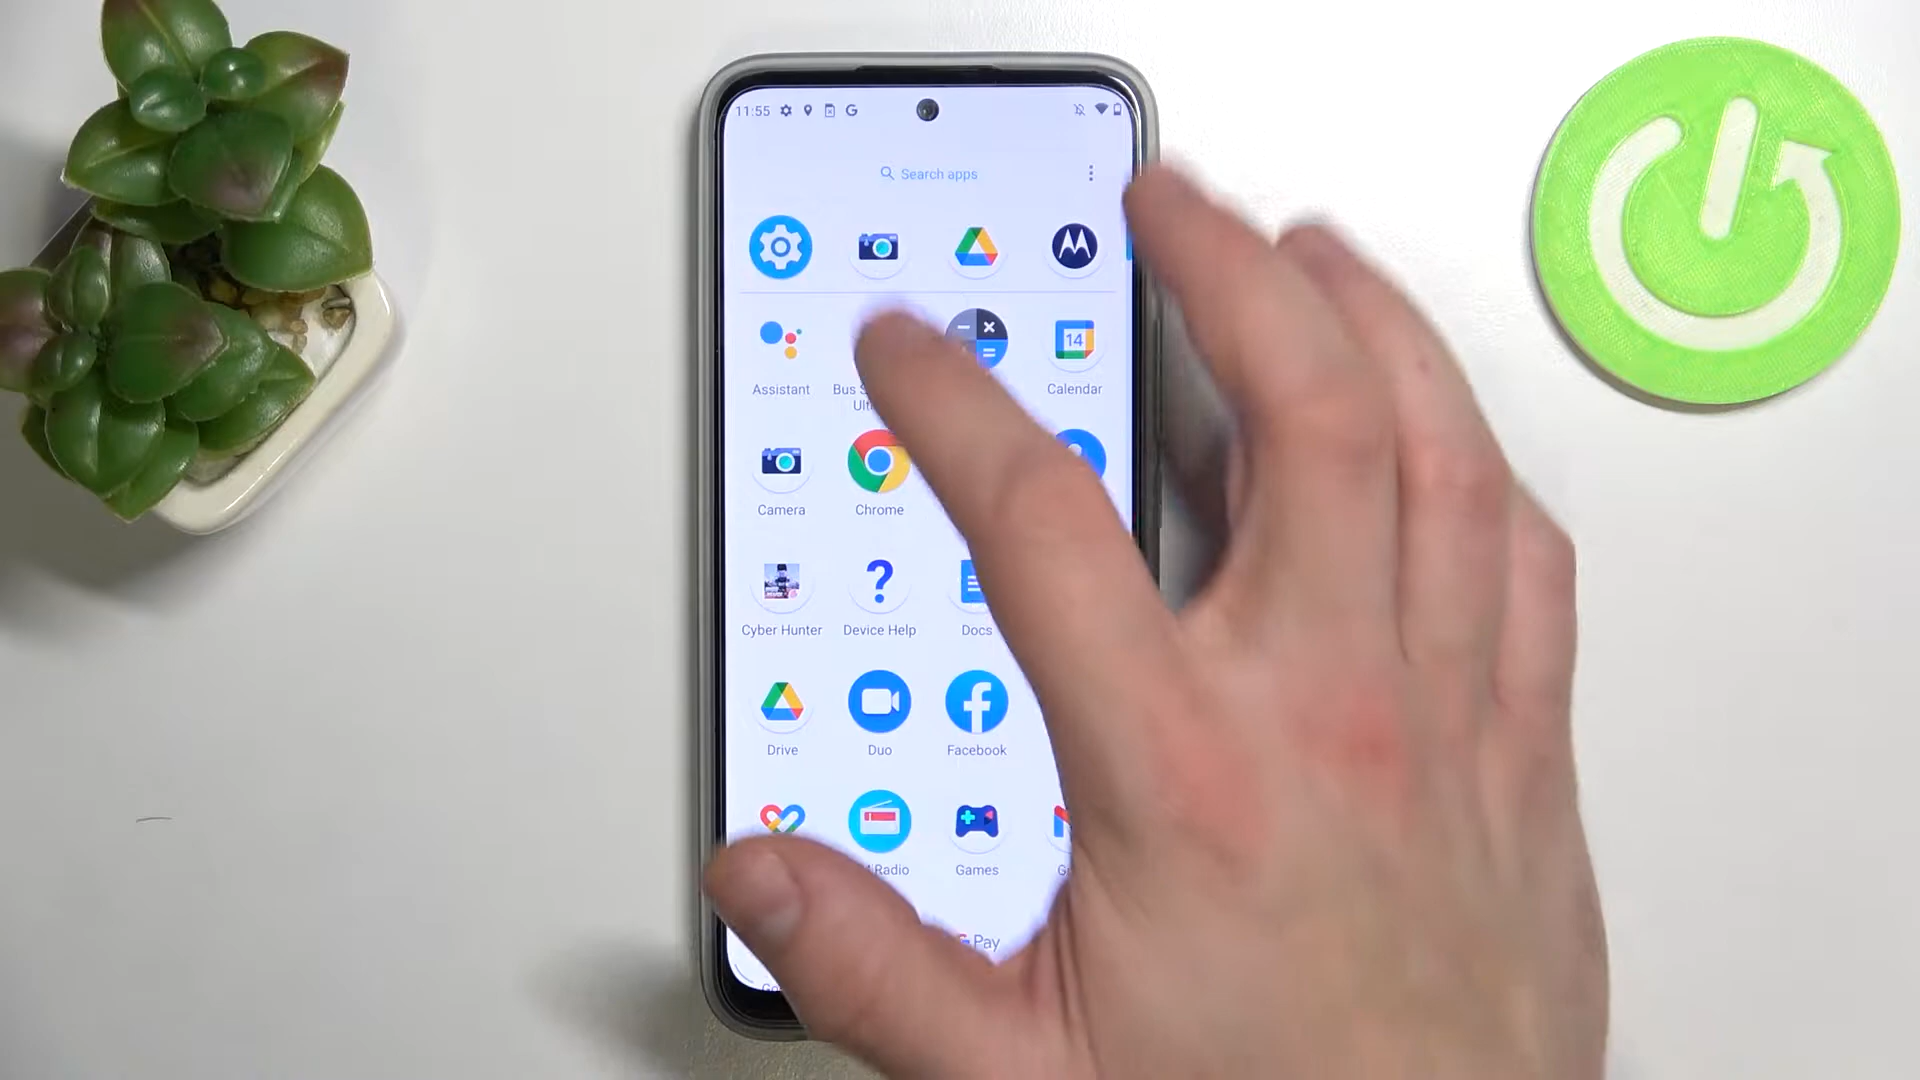 11:55
Search apps
14
Assistant
Bus
Calendar
Camera
Chrome
Cyber Hunter
Device Help
Docs
Drive
Duo
Facebook
Radio
Games
Pay